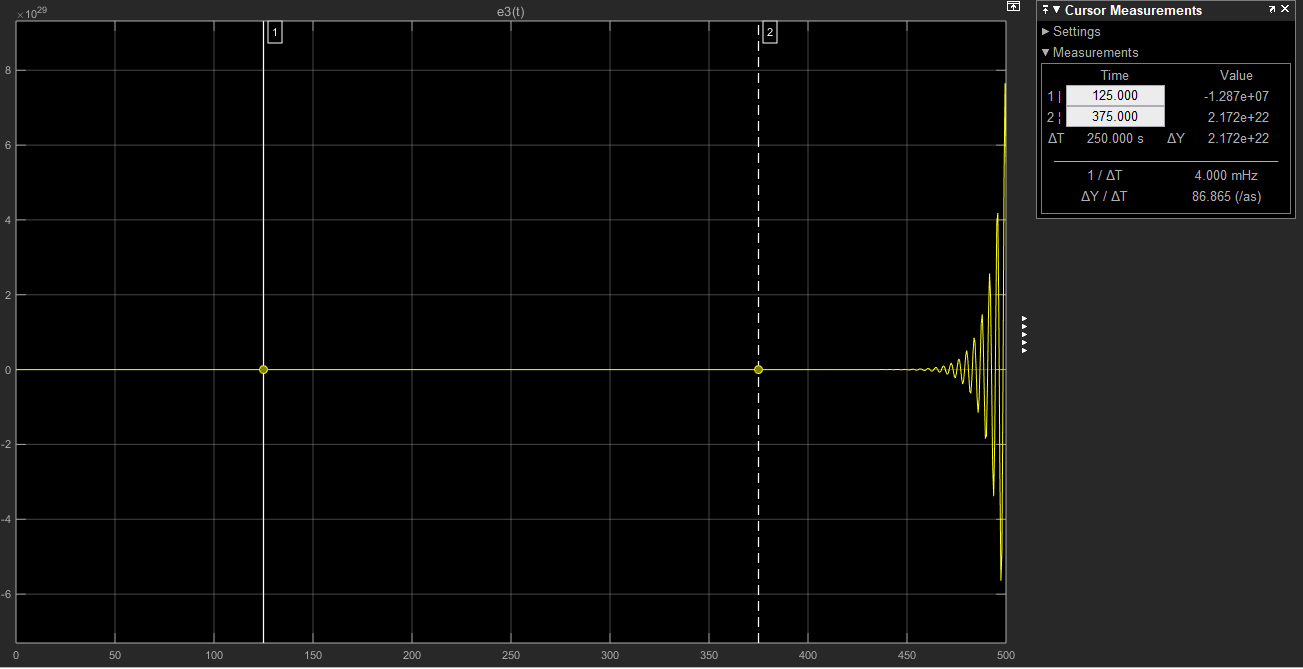 ×10^29
e3(t)
1
2
8
6
4
2
0
-2
-4
-6
0 50 100 150 200 250 300 350 400 450 500
Cursor Measurements
Settings
Measurements
Time Value
1 | 125.000 -1.287e+07
2 ¦ 375.000 2.172e+22
ΔT 250.000 s ΔY 2.172e+22
1 / ΔT 4.000 mHz
ΔY / ΔT 86.865 (/as)